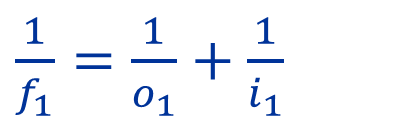 1/f₁ = 1/o₁ + 1/i₁